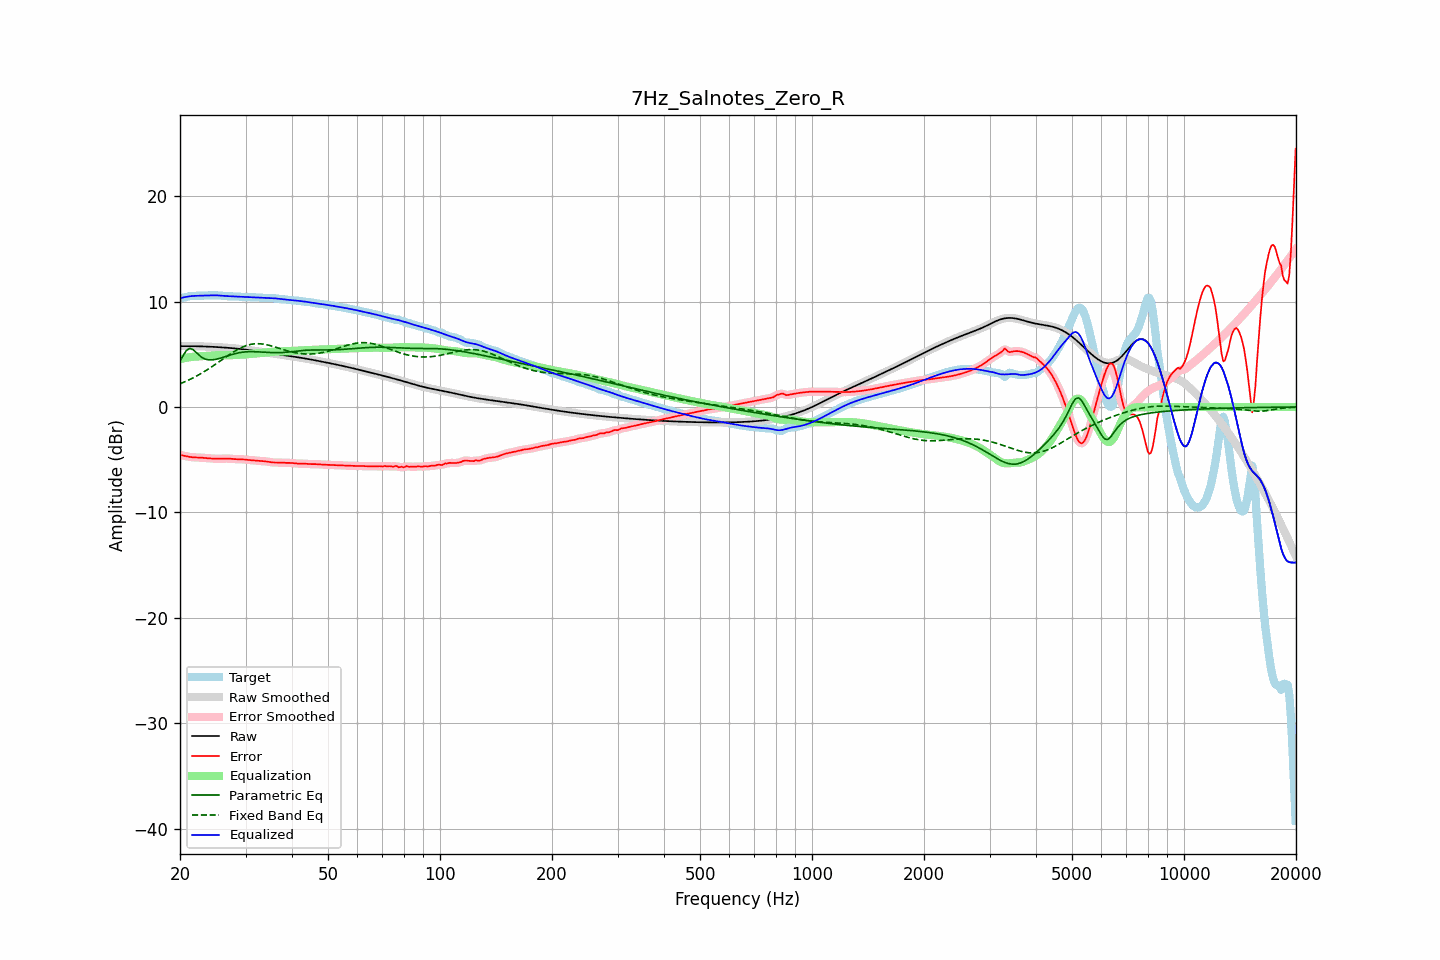 7Hz_Salnotes_Zero_R
20
10
0
−10
−20
−30
−40
Amplitude (dBr)
Target
Raw Smoothed
Error Smoothed
Raw
Error
Equalization
Parametric Eq
Fixed Band Eq
Equalized
20 50 100 200 500 1000 2000 5000 10000 20000
Frequency (Hz)